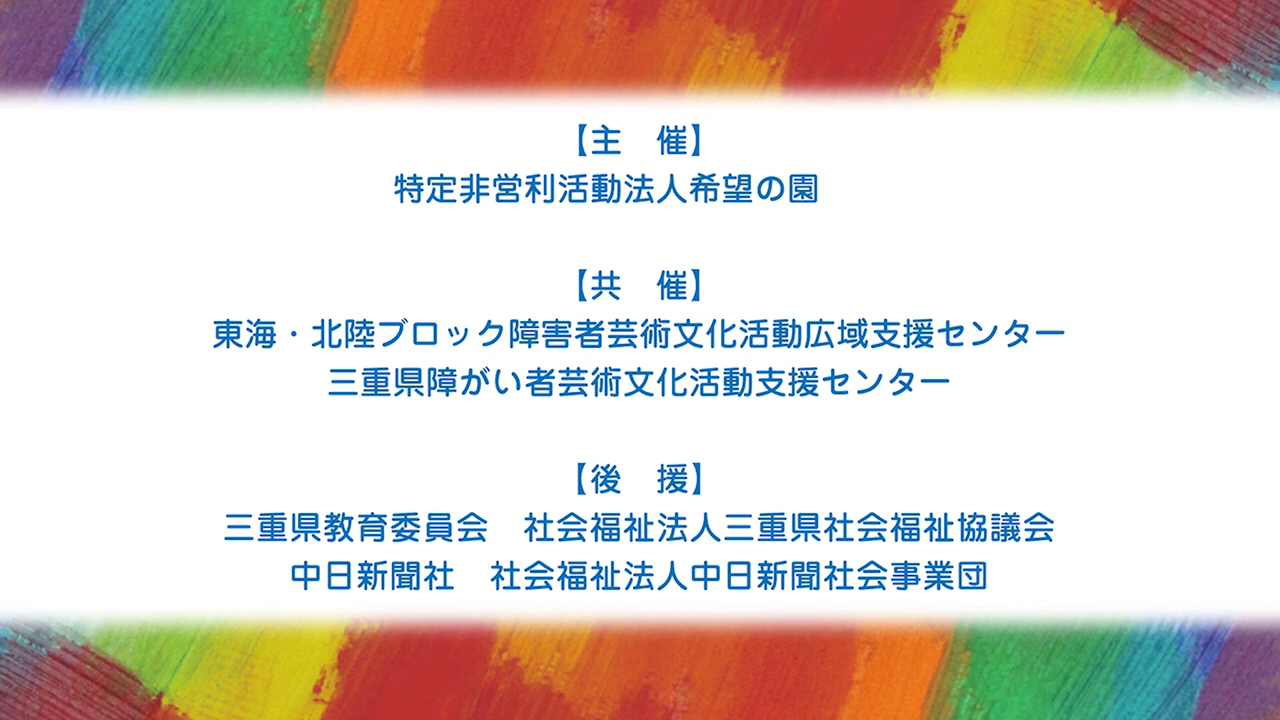 【主　催】
特定非営利活動法人希望の園
【共　催】
東海・北陸ブロック障害者芸術文化活動広域支援センター
三重県障がい者芸術文化活動支援センター
【後　援】
三重県教育委員会　社会福祉法人三重県社会福祉協議会
中日新聞社　社会福祉法人中日新聞社会事業団